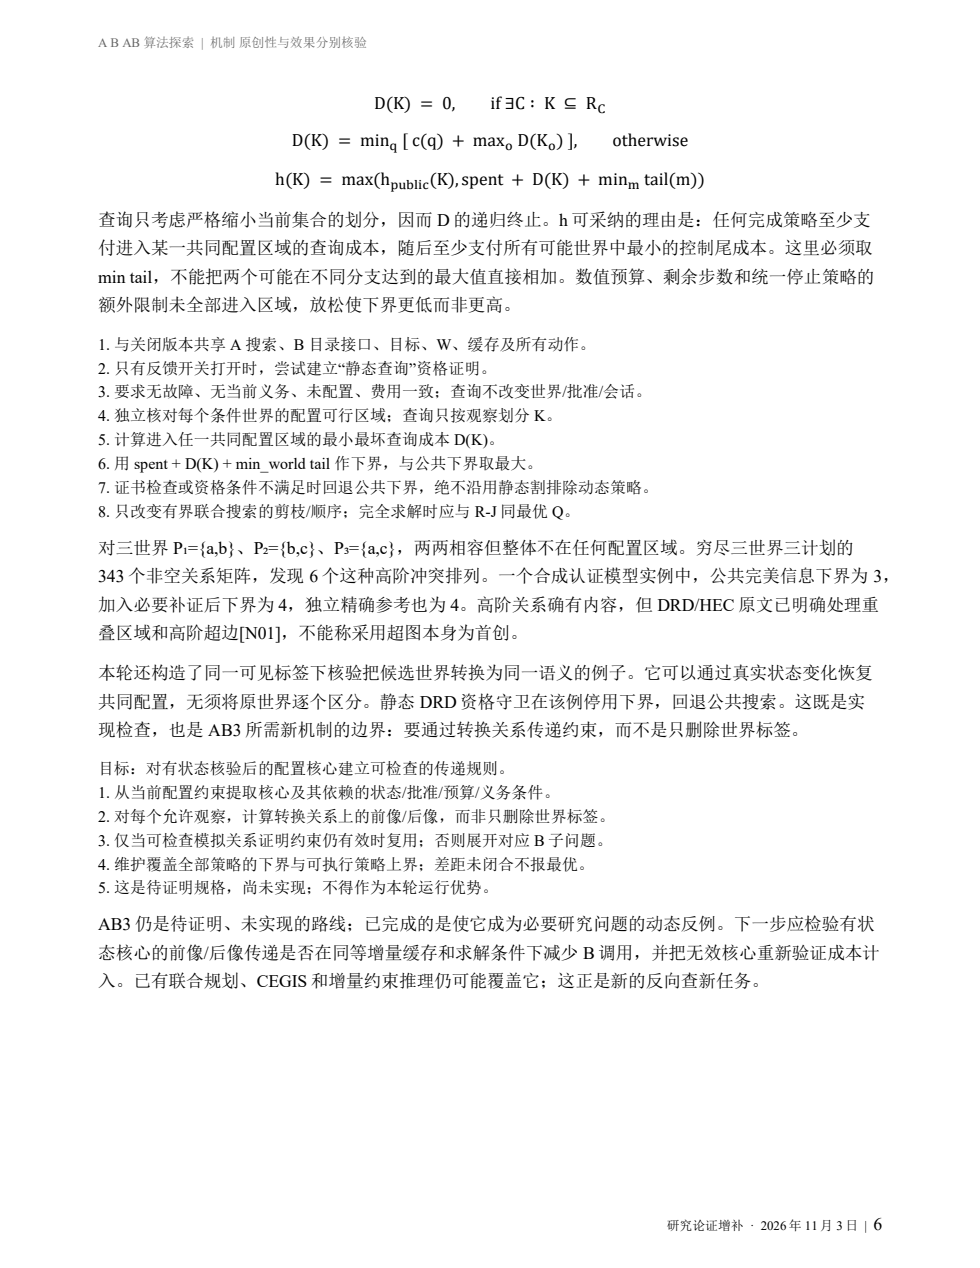 A B AB 算法探索 | 机制 原创性与效果分别核验
D(K) = 0, if ∃C : K ⊆ R_C
D(K) = min_q [ c(q) + max_o D(K_o) ], otherwise
h(K) = max(h_public(K), spent + D(K) + min_m tail(m))
查询只考虑严格缩小当前集合的划分，因而 D 的递归终止。h 可采纳的理由是：任何完成策略至少支
付进入某一共同配置区域的查询成本，随后至少支付所有可能世界中最小的控制尾成本。这里必须取
min tail，不能把两个可能在不同分支达到的最大值直接相加。数值预算、剩余步数和统一停止策略的
额外限制未全部进入区域，放松使下界更低而非更高。
1. 与关闭版本共享 A 搜索、B 目录接口、目标、W、缓存及所有动作。
2. 只有反馈开关打开时，尝试建立“静态查询”资格证明。
3. 要求无故障、无当前义务、未配置、费用一致；查询不改变世界/批准/会话。
4. 独立核对每个条件世界的配置可行区域；查询只按观察划分 K。
5. 计算进入任一共同配置区域的最小最坏查询成本 D(K)。
6. 用 spent + D(K) + min_world tail 作下界，与公共下界取最大。
7. 证书检查或资格条件不满足时回退公共下界，绝不沿用静态割排除动态策略。
8. 只改变有界联合搜索的剪枝/顺序；完全求解时应与 R-J 同最优 Q。
对三世界 P₁={a,b}、P₂={b,c}、P₃={a,c}，两两相容但整体不在任何配置区域。穷尽三世界三计划的
343 个非空关系矩阵，发现 6 个这种高阶冲突排列。一个合成认证模型实例中，公共完美信息下界为 3，
加入必要补证后下界为 4，独立精确参考也为 4。高阶关系确有内容，但 DRD/HEC 原文已明确处理重
叠区域和高阶超边[N01]，不能称采用超图本身为首创。
本轮还构造了同一可见标签下核验把候选世界转换为同一语义的例子。它可以通过真实状态变化恢复
共同配置，无须将原世界逐个区分。静态 DRD 资格守卫在该例停用下界，回退公共搜索。这既是实
现检查，也是 AB3 所需新机制的边界：要通过转换关系传递约束，而不是只删除世界标签。
目标：对有状态核验后的配置核心建立可检查的传递规则。
1. 从当前配置约束提取核心及其依赖的状态/批准/预算/义务条件。
2. 对每个允许观察，计算转换关系上的前像/后像，而非只删除世界标签。
3. 仅当可检查模拟关系证明约束仍有效时复用；否则展开对应 B 子问题。
4. 维护覆盖全部策略的下界与可执行策略上界；差距未闭合不报最优。
5. 这是待证明规格，尚未实现；不得作为本轮运行优势。
AB3 仍是待证明、未实现的路线；已完成的是使它成为必要研究问题的动态反例。下一步应检验有状
态核心的前像/后像传递是否在同等增量缓存和求解条件下减少 B 调用，并把无效核心重新验证成本计
入。已有联合规划、CEGIS 和增量约束推理仍可能覆盖它；这正是新的反向查新任务。
研究论证增补 · 2026 年 11 月 3 日 | 6